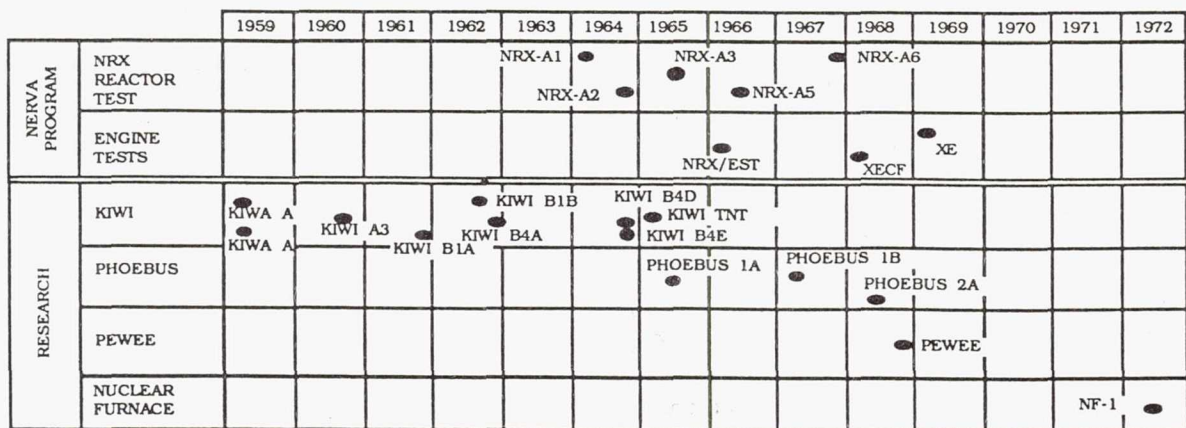 1959 1960 1961 1962 1963 1964 1965 1966 1967 1968 1969 1970 1971 1972
NERVA
PROGRAM
NRX
REACTOR
TEST
NRX-A1
NRX-A3
NRX-A6
NRX-A2
NRX-A5
ENGINE
TESTS
NRX/EST
XECF
XE
RESEARCH
KIWI
KIWA A
KIWA A
KIWI A3
KIWI B1A
KIWI B1B
KIWI B4A
KIWI B4D
KIWI TNT
KIWI B4E
PHOEBUS
PHOEBUS 1A
PHOEBUS 1B
PHOEBUS 2A
PEWEE
PEWEE
NUCLEAR
FURNACE
NF-1